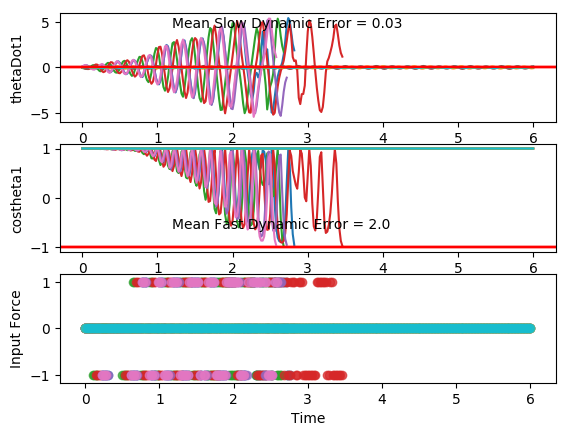 5
0
−5
thetaDot1
Mean Slow Dynamic Error = 0.03
0 1 2 3 4 5 6
1
0
−1
costheta1
Mean Fast Dynamic Error = 2.0
0 1 2 3 4 5 6
1
0
−1
Input Force
0 1 2 3 4 5 6
Time